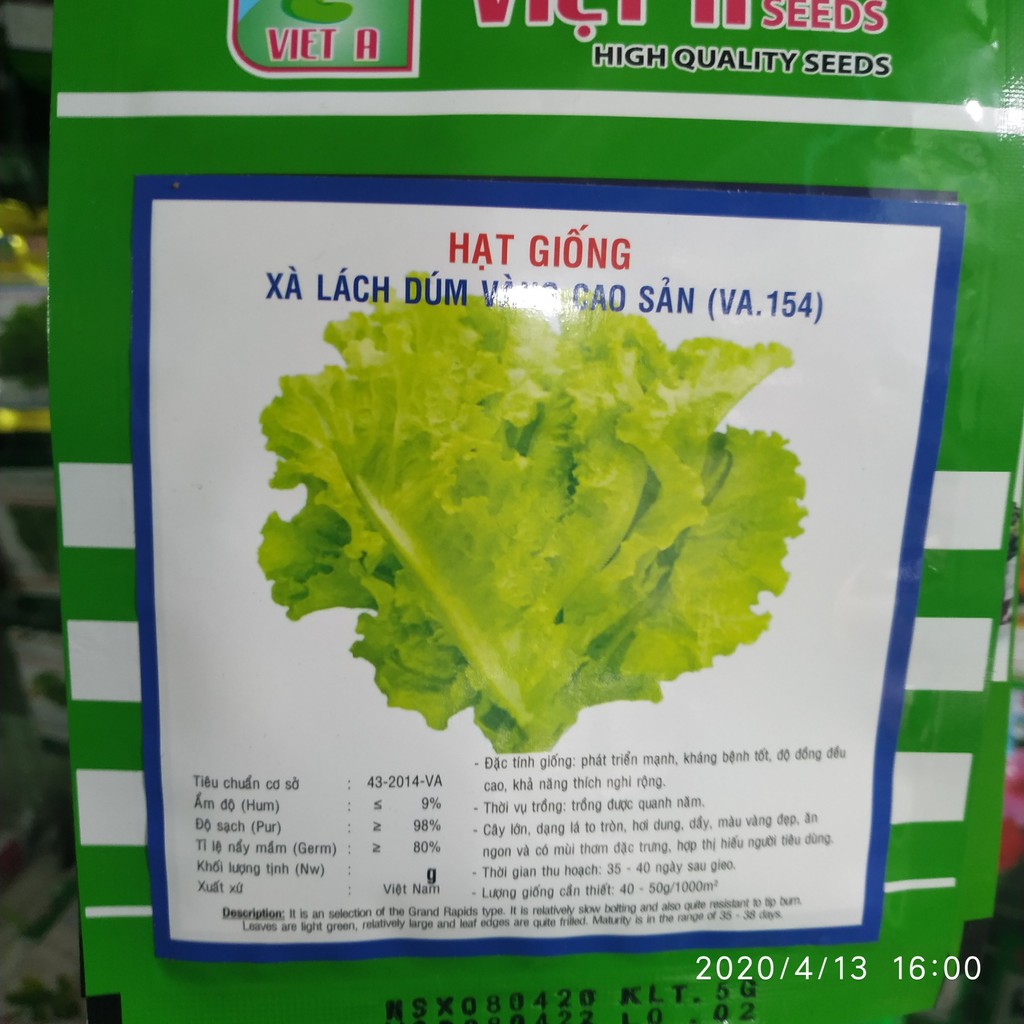 VIET A
VIỆT Á SEEDS
HIGH QUALITY SEEDS
HẠT GIỐNG
XÀ LÁCH DÚM VÀNG CAO SẢN (VA.154)
Tiêu chuẩn cơ sở : 43-2014-VA
Ẩm độ (Hum) : ≤ 9%
Độ sạch (Pur) : ≥ 98%
Tỉ lệ nẩy mầm (Germ) : ≥ 80%
Khối lượng tịnh (Nw) : g
Xuất xứ : Việt Nam
- Đặc tính giống: phát triển mạnh, kháng bệnh tốt, độ đồng đều
cao, khả năng thích nghi rộng.
- Thời vụ trồng: trồng được quanh năm.
- Cây lớn, dạng lá to tròn, hơi dung, dầy, màu vàng đẹp, ăn
ngon và có mùi thơm đặc trưng, hợp thị hiếu người tiêu dùng.
- Thời gian thu hoạch: 35 - 40 ngày sau gieo.
- Lượng giống cần thiết: 40 - 50g/1000m²
Description: It is an selection of the Grand Rapids type. It is relatively slow bolting and also quite resistant to tip burn.
Leaves are light green, relatively large and leaf edges are quite frilled. Maturity is in the range of 35 - 38 days.
2020/4/13 16:00
NSX080420 KLT.5G
080422 LO .02